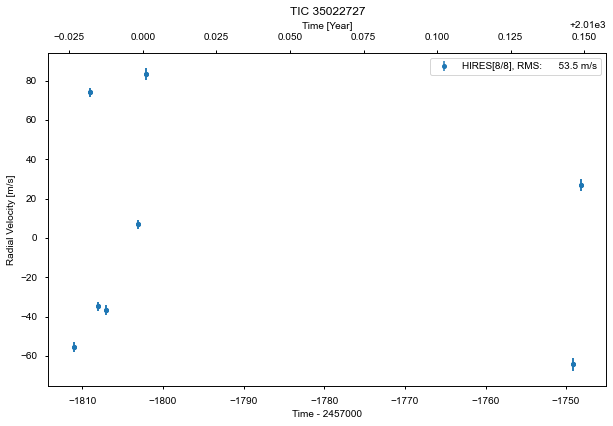 TIC 35022727
Time [Year]
+2.01e3
−0.025 0.000 0.025 0.050 0.075 0.100 0.125 0.150
HIRES[8/8], RMS: 53.5 m/s
Radial Velocity [m/s]
80
60
40
20
0
−20
−40
−60
−1810 −1800 −1790 −1780 −1770 −1760 −1750
Time - 2457000